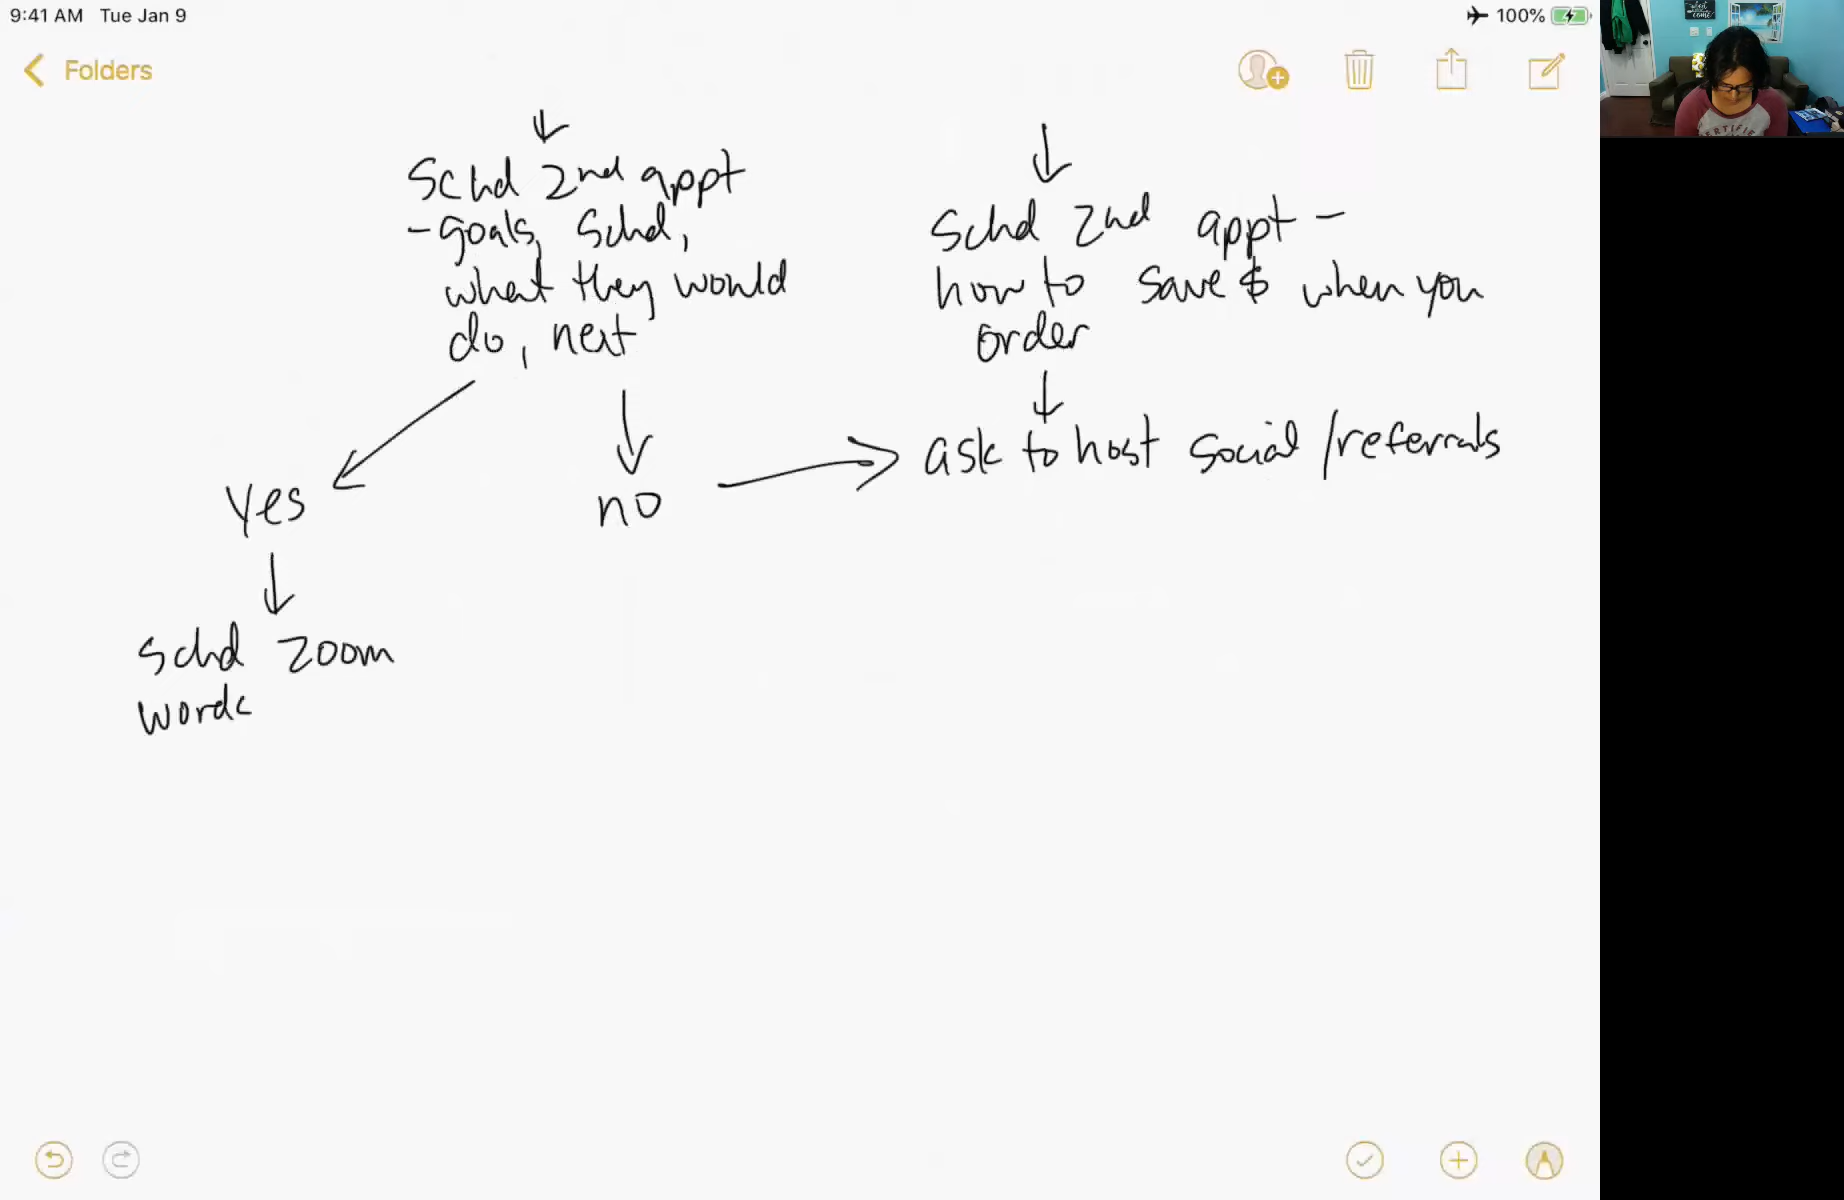 9:41 AM Tue Jan 9
100%
Folders
Schd 2nd appt
- goals, Schd,
what they would
do, next
Schd 2nd appt -
how to save $ when you
order
ask to host social / referrals
yes
no
schd zoom